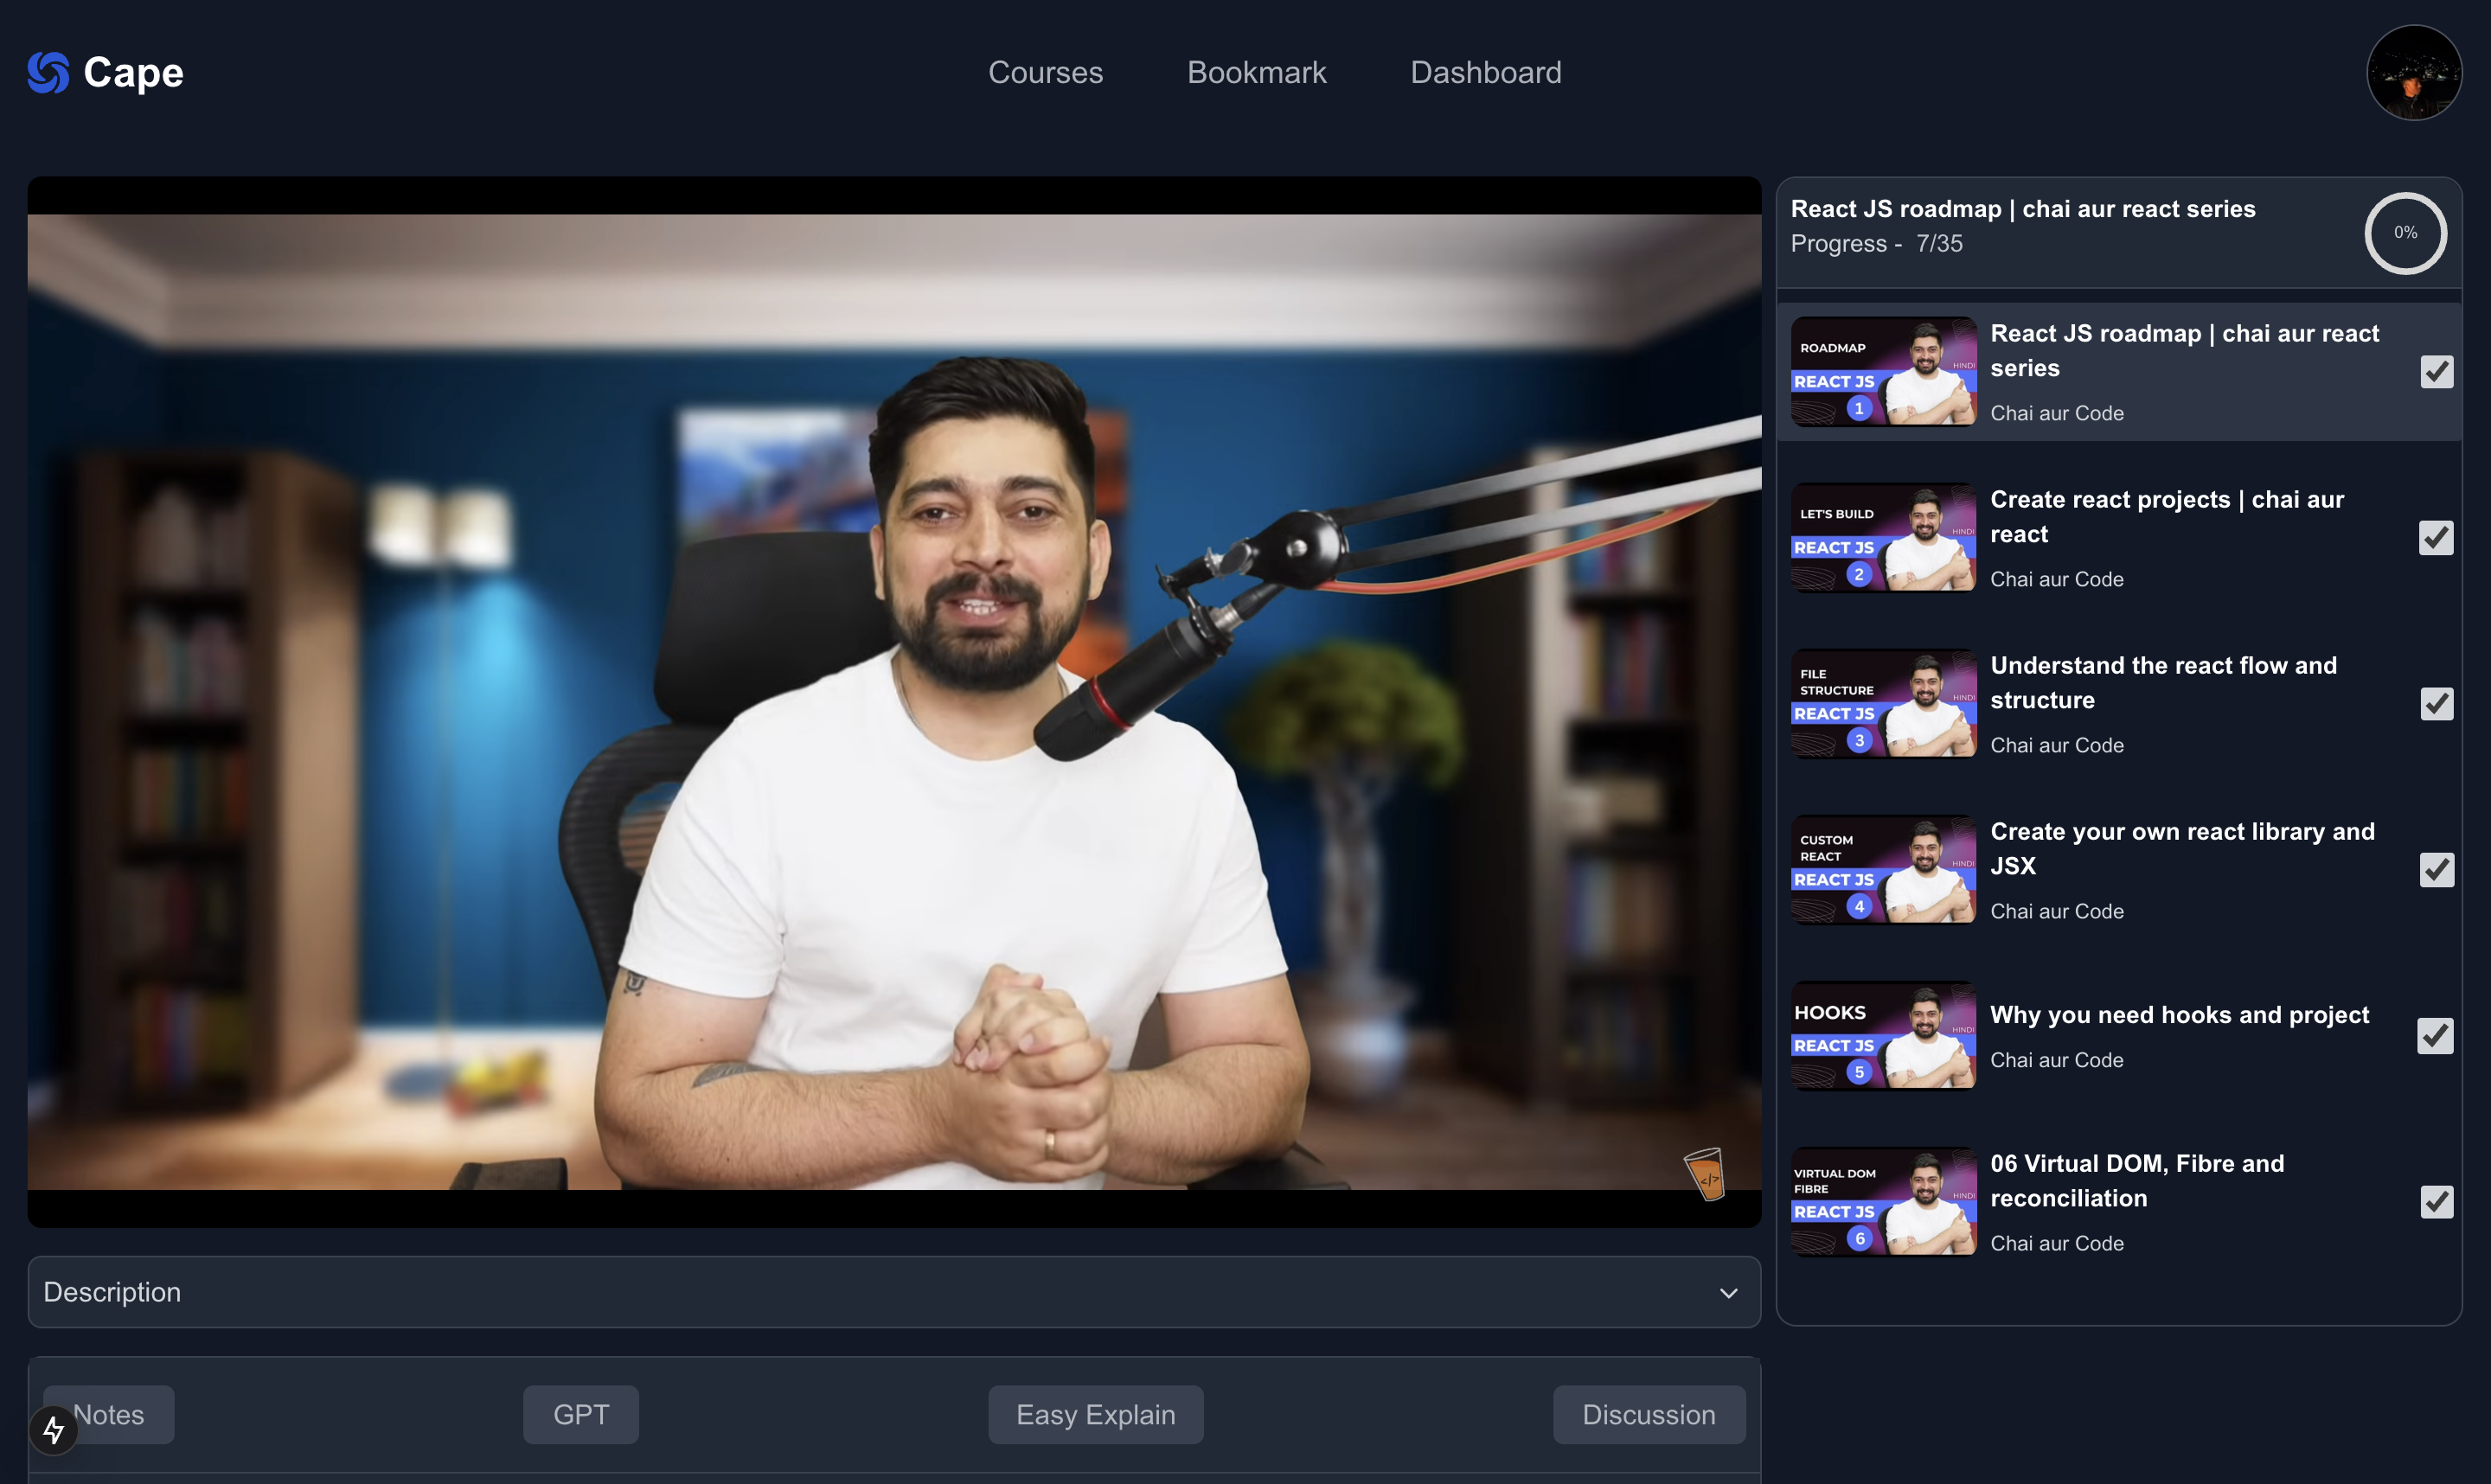 Cape
Courses
Bookmark
Dashboard
React JS roadmap | chai aur react series
Progress - 7/35
0%
ROADMAP
HINDI
REACT JS
1
React JS roadmap | chai aur react
series
Chai aur Code
LET'S BUILD
HINDI
REACT JS
2
Create react projects | chai aur
react
Chai aur Code
FILE
STRUCTURE
HINDI
REACT JS
3
Understand the react flow and
structure
Chai aur Code
CUSTOM
REACT
HINDI
REACT JS
4
Create your own react library and
JSX
Chai aur Code
HOOKS
HINDI
REACT JS
5
Why you need hooks and project
Chai aur Code
VIRTUAL DOM
FIBRE
HINDI
REACT JS
6
06 Virtual DOM, Fibre and
reconciliation
Chai aur Code
</>
Description
Notes
GPT
Easy Explain
Discussion